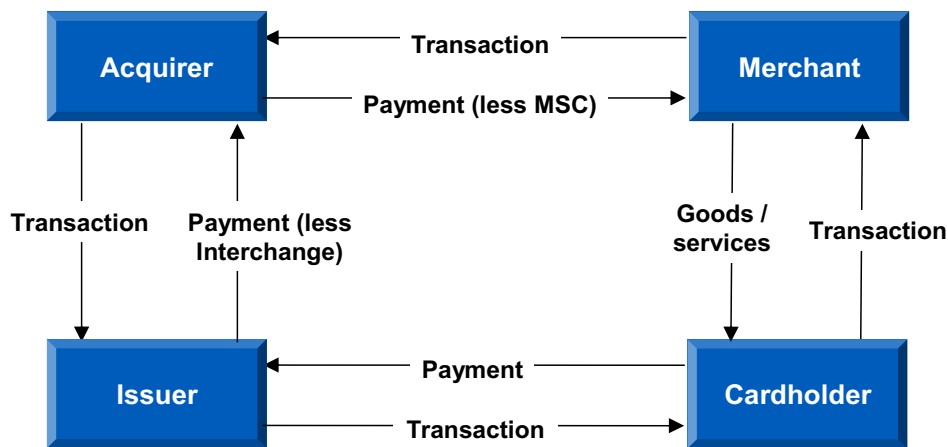 Transaction
Acquirer
Merchant
Payment (less MSC)
Transaction
Payment (less
Interchange)
Goods /
services
Transaction
Payment
Issuer
Cardholder
Transaction